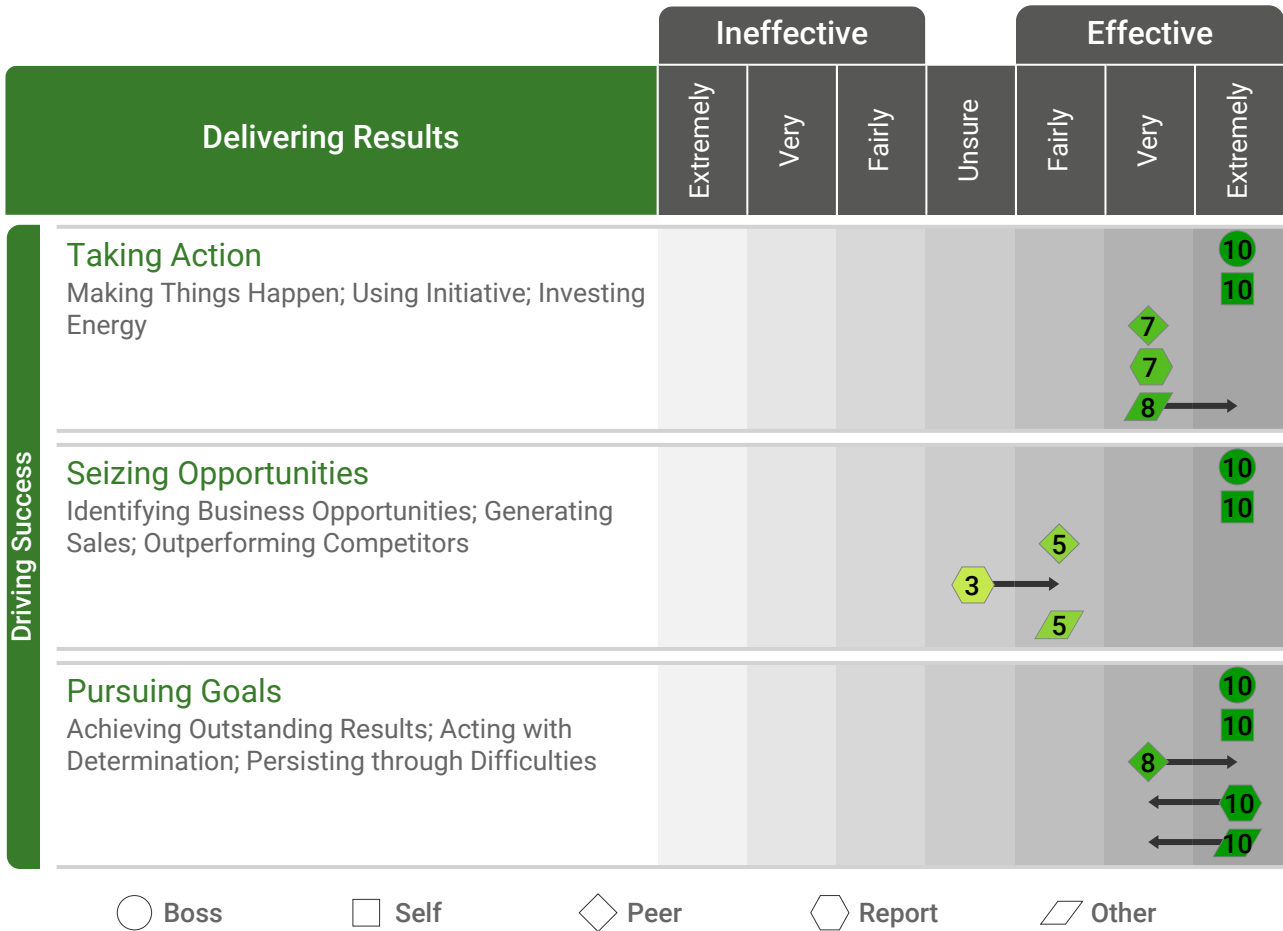 Ineffective
Effective
Delivering Results
Extremely
Very
Fairly
Unsure
Fairly
Very
Extremely
Driving Success
Taking Action
Making Things Happen; Using Initiative; Investing
Energy
10
10
7
7
8
Seizing Opportunities
Identifying Business Opportunities; Generating
Sales; Outperforming Competitors
10
10
5
3
5
Pursuing Goals
Achieving Outstanding Results; Acting with
Determination; Persisting through Difficulties
10
10
8
10
10
Boss
Self
Peer
Report
Other